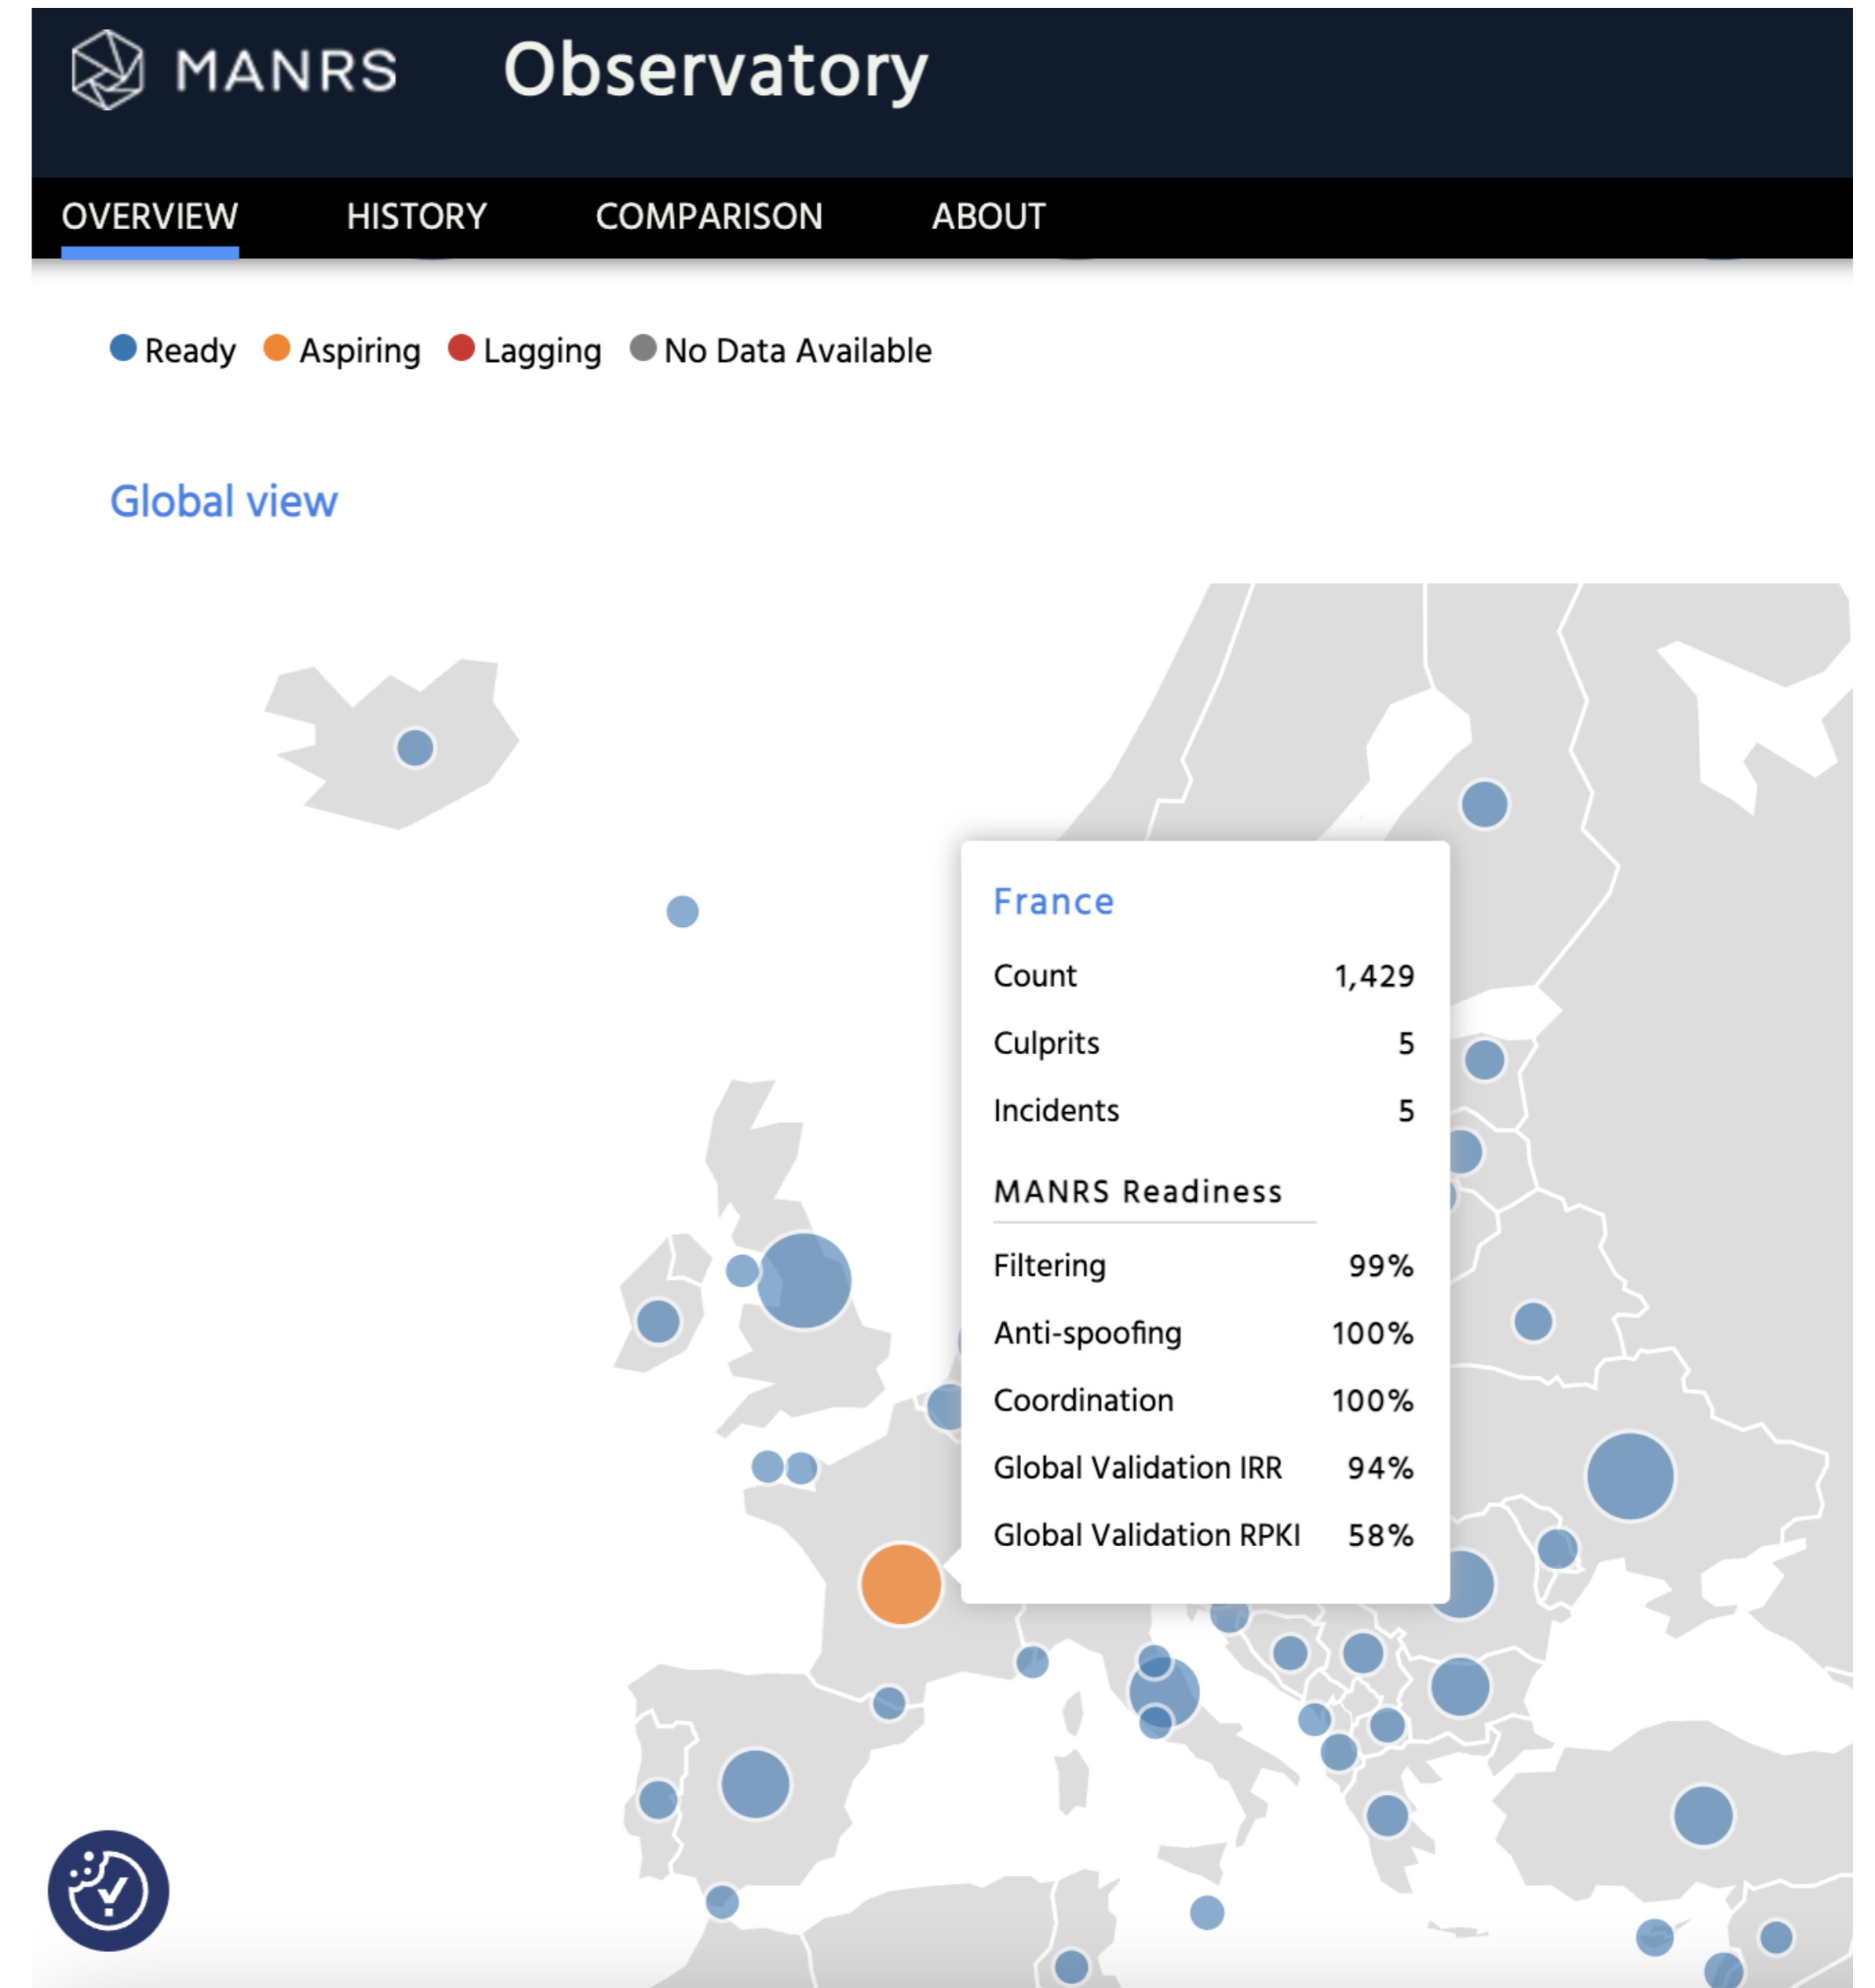 MANRS Observatory
OVERVIEW HISTORY COMPARISON ABOUT
Ready Aspiring Lagging No Data Available
Global view
France
Count 1,429
Culprits 5
Incidents 5
MANRS Readiness
Filtering 99%
Anti-spoofing 100%
Coordination 100%
Global Validation IRR 94%
Global Validation RPKI 58%